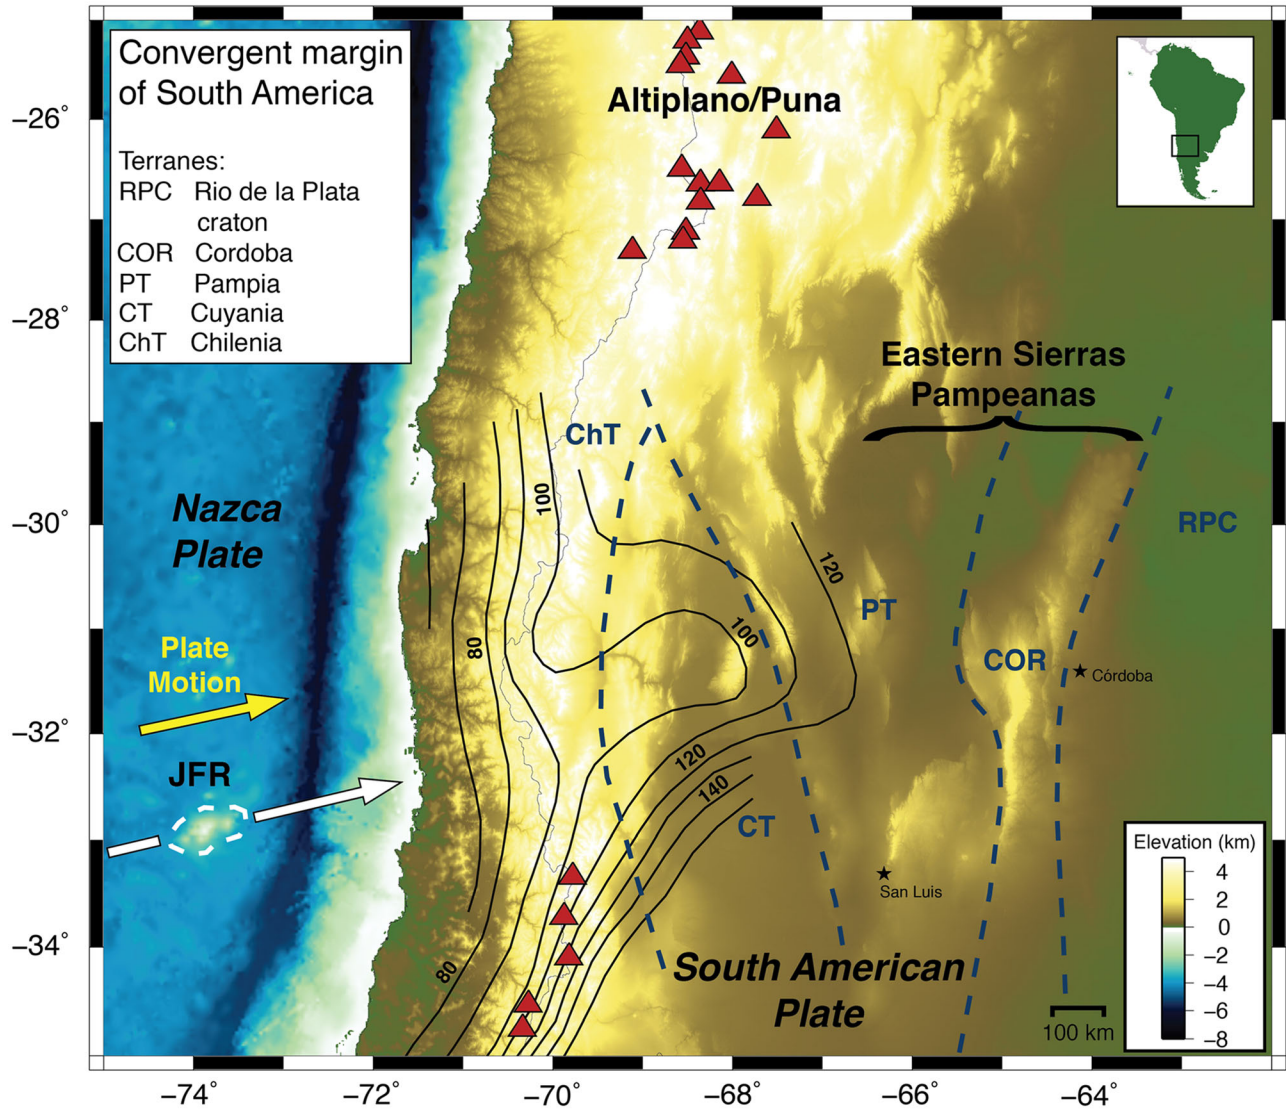 Convergent margin
of South America
Terranes:
RPC Rio de la Plata
craton
COR Cordoba
PT Pampia
CT Cuyania
ChT Chilenia
Altiplano/Puna
Eastern Sierras
Pampeanas
ChT
Nazca
Plate
100
120
RPC
PT
100
80
COR
Córdoba
Plate
Motion
JFR
120
140
CT
San Luis
80
South American
Plate
Elevation (km)
4
2
0
−2
−4
−6
−8
100 km
−26°
−28°
−30°
−32°
−34°
−74°
−72°
−70°
−68°
−66°
−64°